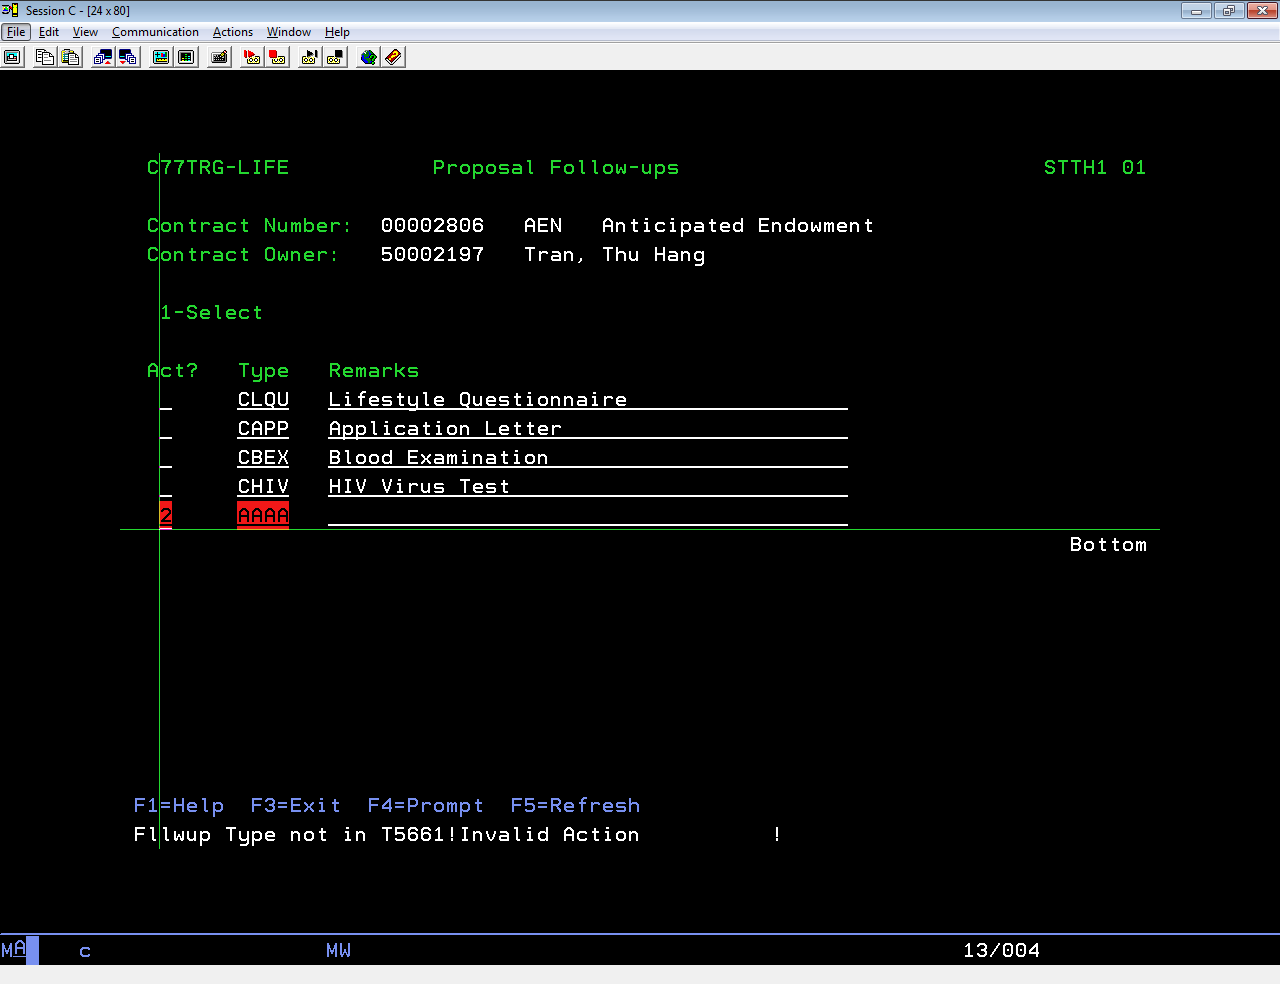 Session C - [24 x 80]
File Edit View Communication Actions Window Help
C77TRG-LIFE Proposal Follow-ups STTH1 01
Contract Number: 00002806 AEN Anticipated Endowment
Contract Owner: 50002197 Tran, Thu Hang
1-Select
Act? Type Remarks
CLQU Lifestyle Questionnaire
CAPP Application Letter
CBEX Blood Examination
CHIV HIV Virus Test
2 AAAA
Bottom
F1=Help F3=Exit F4=Prompt F5=Refresh
Fllwup Type not in T5661!Invalid Action !
MA c MW 13/004